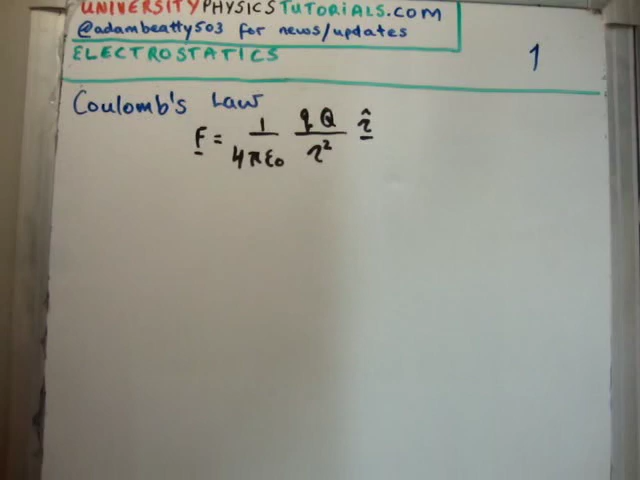 UNIVERSITYPHYSICSTUTORIALS.COM
@adambeatty503 for news/updates
ELECTROSTATICS 1
Coulomb's Law
F = 1/4πε₀ qQ/r² r̂